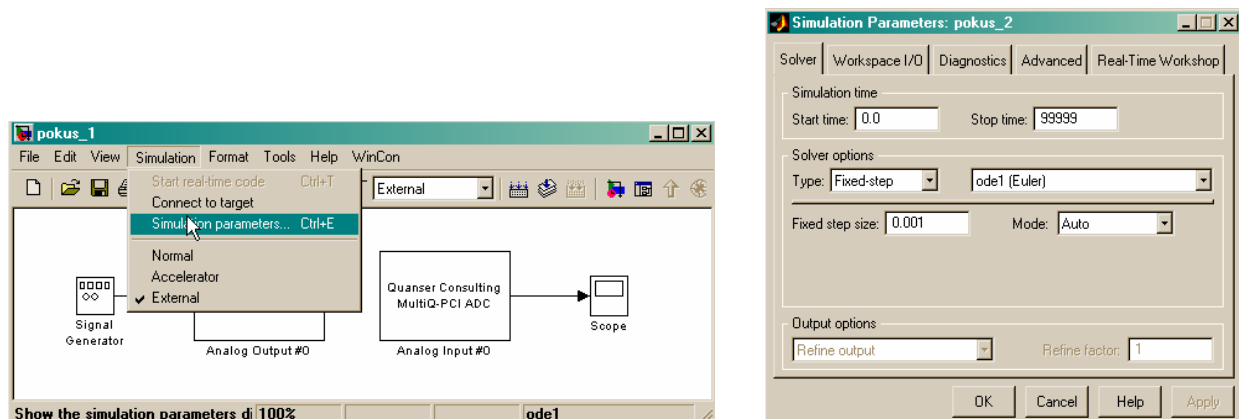 pokus_1
File Edit View Simulation Format Tools Help WinCon
Start real-time code Ctrl+T
Connect to target
Simulation parameters... Ctrl+E
Normal
Accelerator
External
External
Signal
Generator
Analog Output #0
Quanser Consulting
MultiQ-PCI ADC
Analog Input #0
Scope
Show the simulation parameters di 100% ode1
Simulation Parameters: pokus_2
Solver Workspace I/O Diagnostics Advanced Real-Time Workshop
Simulation time
Start time: 0.0 Stop time: 99999
Solver options
Type: Fixed-step ode1 (Euler)
Fixed step size: 0.001 Mode: Auto
Output options
Refine output Refine factor: 1
OK Cancel Help Apply